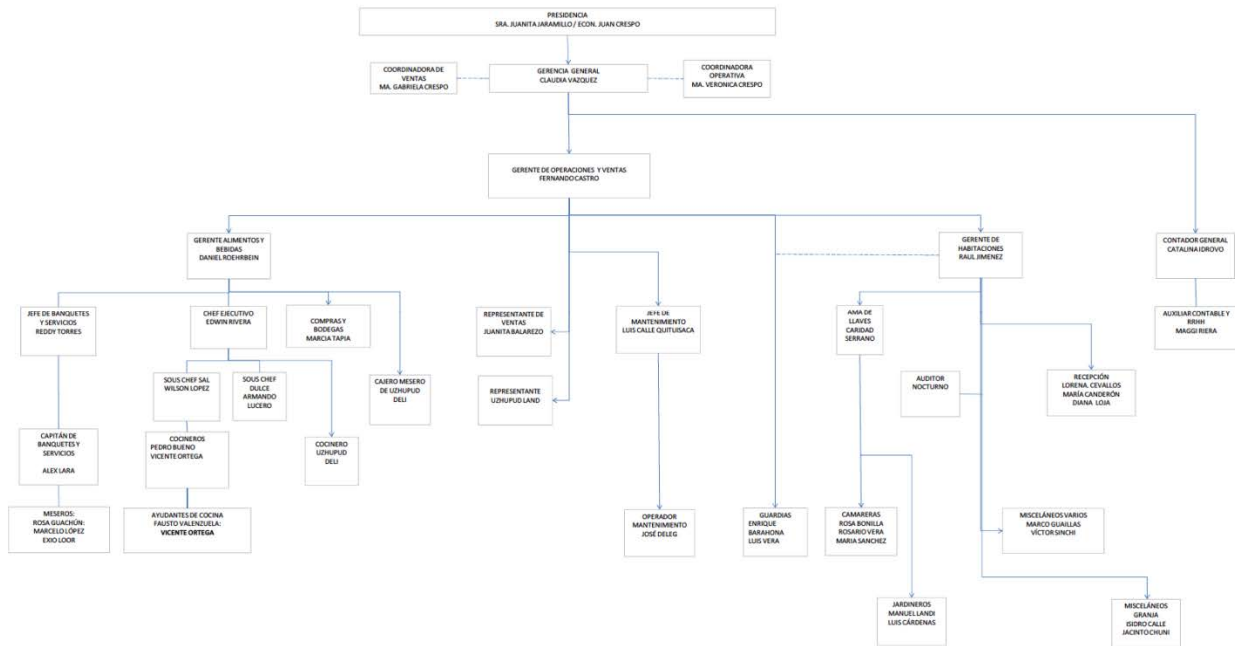 PRESIDENCIA
SRA. JUANITA JARAMILLO / ECON. JUAN CRESPO
COORDINADORA DE
VENTAS
MA. GABRIELA CRESPO
GERENCIA GENERAL
CLAUDIA VAZQUEZ
COORDINADORA
OPERATIVA
MA. VERONICA CRESPO
GERENTE DE OPERACIONES Y VENTAS
FERNANDO CASTRO
GERENTE ALIMENTOS Y
BEBIDAS
DANIEL ROEHRBEIN
GERENTE DE
HABITACIONES
RAUL JIMENEZ
CONTADOR GENERAL
CATALINA IDROVO
JEFE DE BANQUETES
Y SERVICIOS
REDDY TORRES
CHEF EJECUTIVO
EDWIN RIVERA
COMPRAS Y
BODEGAS
MARCIA TAPIA
REPRESENTANTE DE
VENTAS
JUANITA BALAREZO
JEFE DE
MANTENIMIENTO
LUIS CALLE QUITUISACA
AMA DE
LLAVES
CARIDAD
SERRANO
AUXILIAR CONTABLE Y
RRHH
MAGGI RIERA
SOUS CHEF SAL
WILSON LOPEZ
SOUS CHEF
DULCE
ARMANDO
LUCERO
CAJERO MESERO
DE UZHUPUD
DELI
REPRESENTANTE
UZHUPUD LAND
AUDITOR
NOCTURNO
RECEPCIÓN
LORENA. CEVALLOS
MARÍA CANDERÓN
DIANA LOJA
CAPITÁN DE
BANQUETES Y
SERVICIOS
ALEX LARA
COCINEROS
PEDRO BUENO
VICENTE ORTEGA
COCINERO
UZHUPUD
DELI
MESEROS:
ROSA GUACHÚN:
MARCELO LÓPEZ
EXIO LOOR
AYUDANTES DE COCINA
FAUSTO VALENZUELA:
VICENTE ORTEGA
OPERADOR
MANTENIMIENTO
JOSÉ DELEG
GUARDIAS
ENRIQUE
BARAHONA
LUIS VERA
CAMARERAS
ROSA BONILLA
ROSARIO VERA
MARIA SANCHEZ
MISCELÁNEOS VARIOS
MARCO GUAILLAS
VÍCTOR SINCHI
JARDINEROS
MANUEL LANDI
LUIS CÁRDENAS
MISCELÁNEOS
GRANJA
ISIDRO CALLE
JACINTO CHUNI